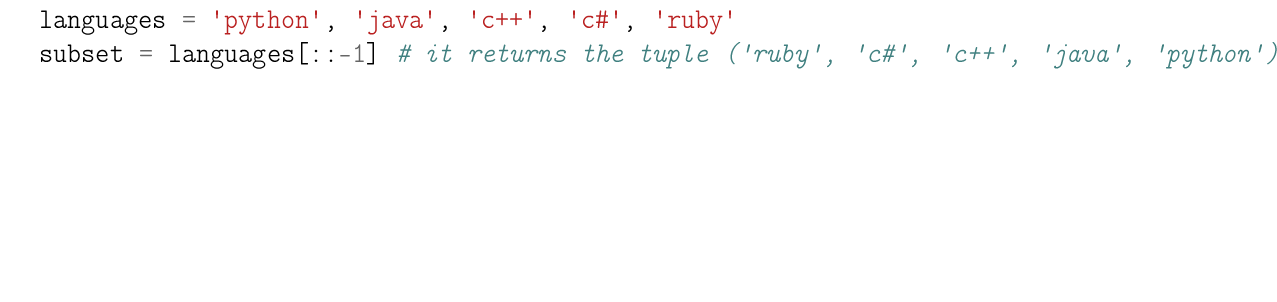 languages = 'python', 'java', 'c++', 'c#', 'ruby'
subset = languages[::-1] # it returns the tuple ('ruby', 'c#', 'c++', 'java', 'python')